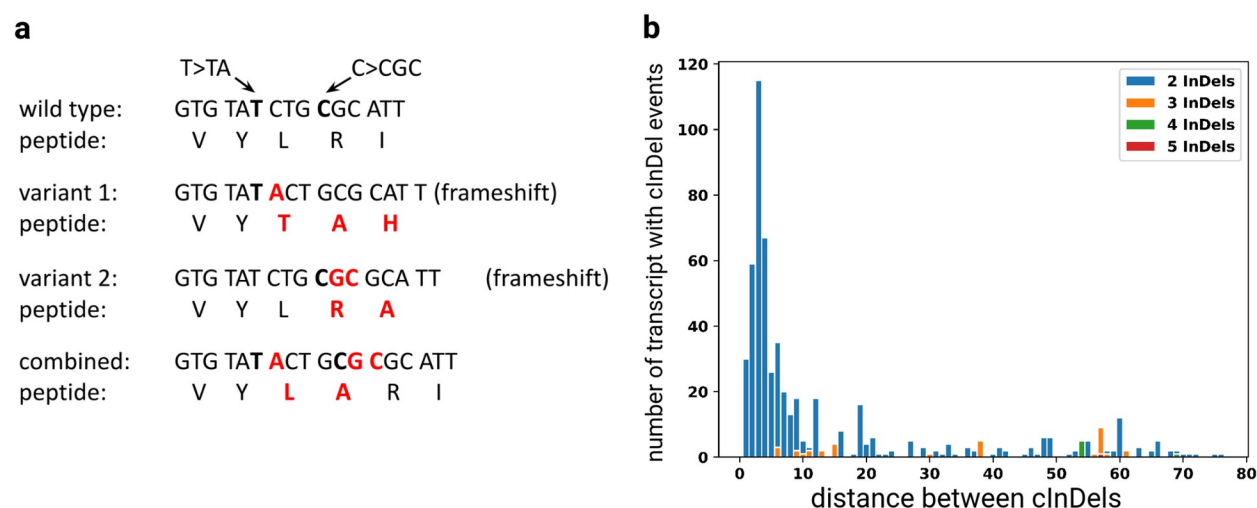 a
T>TA C>CGC
wild type: GTG TAT CTG CGC ATT
peptide: V Y L R I
variant 1: GTG TAT ACT GCG CAT T (frameshift)
peptide: V Y T A H
variant 2: GTG TAT CTG CGC GCA TT (frameshift)
peptide: V Y L R A
combined: GTG TAT ACT GCG CGC ATT
peptide: V Y L A R I
b
number of transcript with cInDel events
120
100
80
60
40
20
0
2 InDels
3 InDels
4 InDels
5 InDels
0 10 20 30 40 50 60 70 80
distance between cInDels